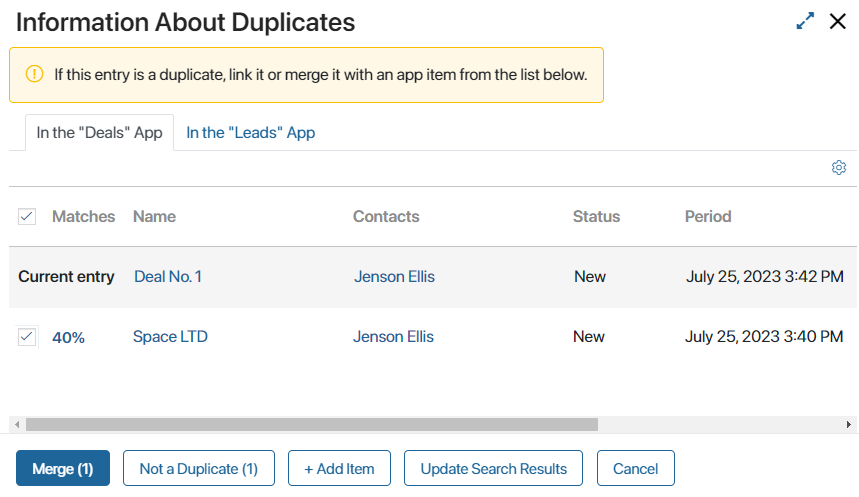 Information About Duplicates
If this entry is a duplicate, link it or merge it with an app item from the list below.
In the "Deals" App In the "Leads" App
Matches Name Contacts Status Period
Current entry Deal No. 1 Jenson Ellis New July 25, 2023 3:42 PM
40% Space LTD Jenson Ellis New July 25, 2023 3:40 PM
Merge (1) Not a Duplicate (1) + Add Item Update Search Results Cancel